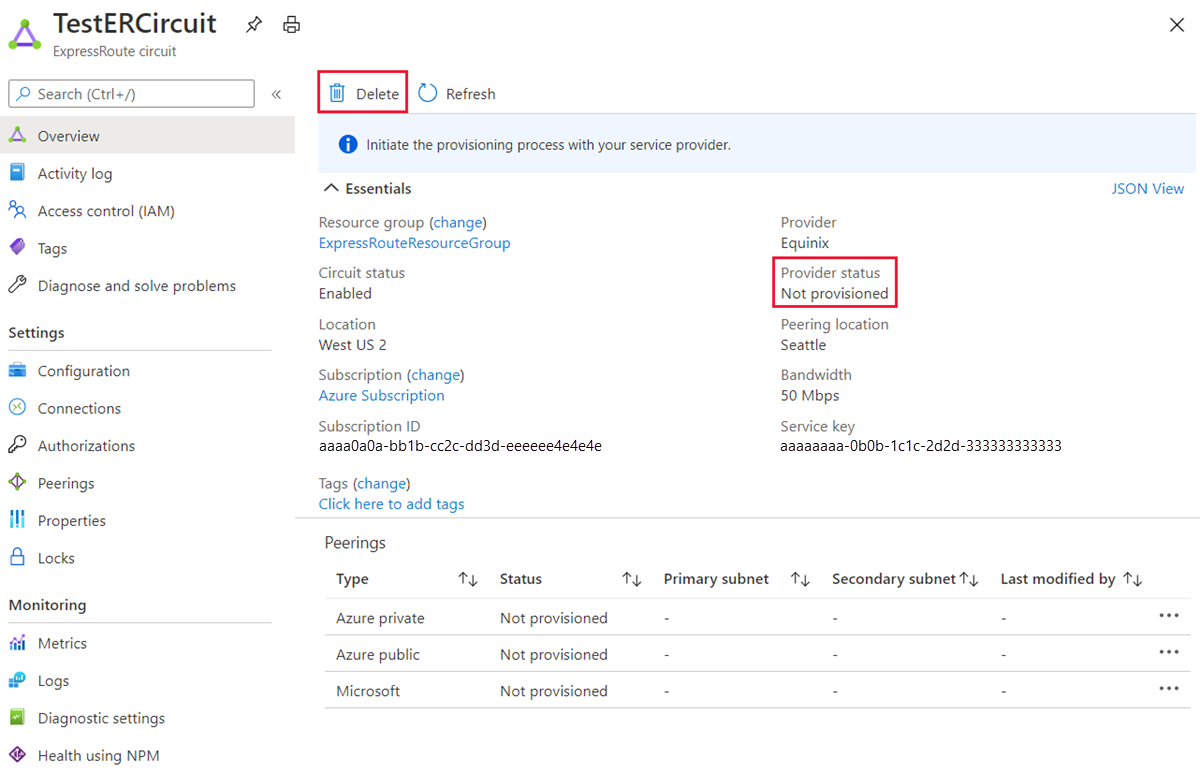 TestERCircuit
ExpressRoute circuit
Search (Ctrl+/)
«
Overview
Activity log
Access control (IAM)
Tags
Diagnose and solve problems
Settings
Configuration
Connections
Authorizations
Peerings
Properties
Locks
Monitoring
Metrics
Logs
Diagnostic settings
Health using NPM
Delete Refresh
Initiate the provisioning process with your service provider.
Essentials JSON View
Resource group (change)
ExpressRouteResourceGroup
Circuit status
Enabled
Location
West US 2
Subscription (change)
Azure Subscription
Subscription ID
aaaa0a0a-bb1b-cc2c-dd3d-eeeeee4e4e4e
Tags (change)
Click here to add tags
Provider
Equinix
Provider status
Not provisioned
Peering location
Seattle
Bandwidth
50 Mbps
Service key
aaaaaaaa-0b0b-1c1c-2d2d-333333333333
Peerings
Type Status Primary subnet Secondary subnet Last modified by
Azure private Not provisioned - - -
Azure public Not provisioned - - -
Microsoft Not provisioned - - -